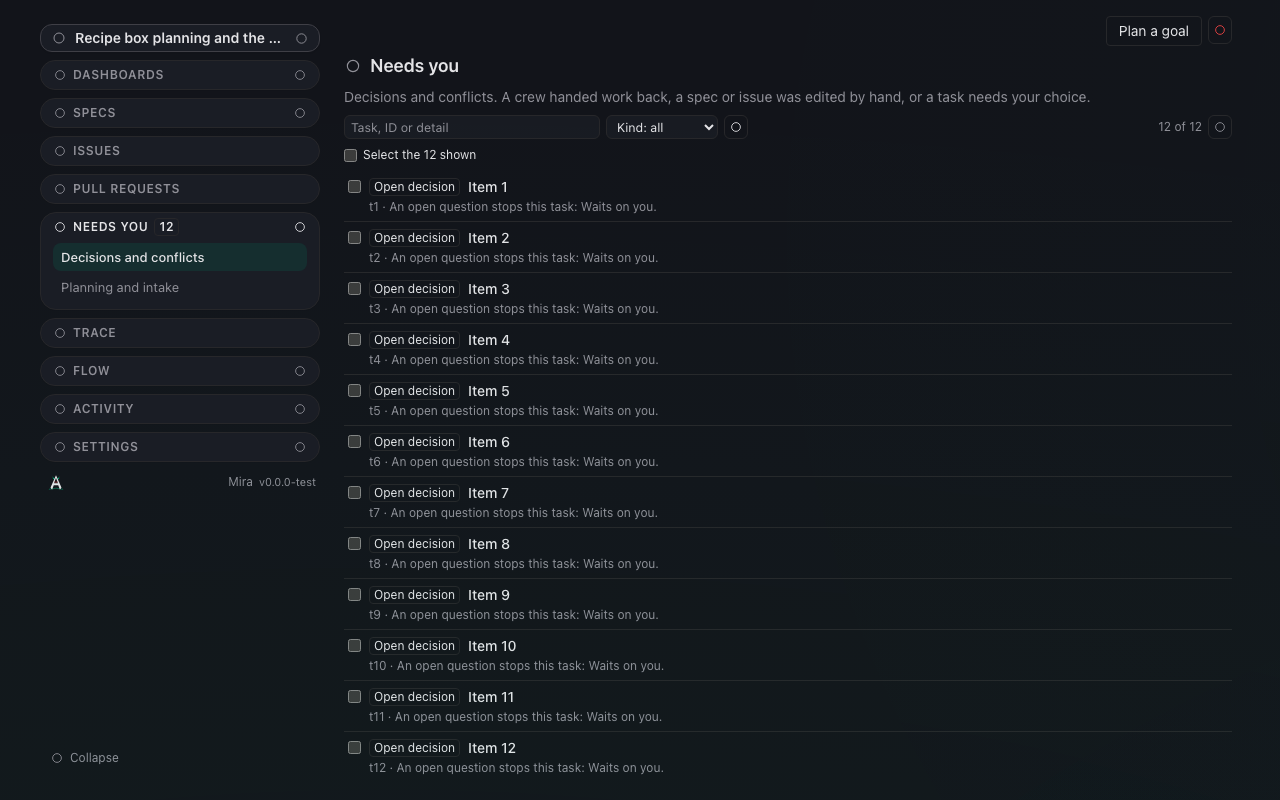 Recipe box planning and the ...
DASHBOARDS
SPECS
ISSUES
PULL REQUESTS
NEEDS YOU 12
Decisions and conflicts
Planning and intake
TRACE
FLOW
ACTIVITY
SETTINGS
A
Mira v0.0.0-test
Collapse
Plan a goal
Needs you
Decisions and conflicts. A crew handed work back, a spec or issue was edited by hand, or a task needs your choice.
Task, ID or detail
Kind: all
12 of 12
Select the 12 shown
Open decision Item 1
t1 · An open question stops this task: Waits on you.
Open decision Item 2
t2 · An open question stops this task: Waits on you.
Open decision Item 3
t3 · An open question stops this task: Waits on you.
Open decision Item 4
t4 · An open question stops this task: Waits on you.
Open decision Item 5
t5 · An open question stops this task: Waits on you.
Open decision Item 6
t6 · An open question stops this task: Waits on you.
Open decision Item 7
t7 · An open question stops this task: Waits on you.
Open decision Item 8
t8 · An open question stops this task: Waits on you.
Open decision Item 9
t9 · An open question stops this task: Waits on you.
Open decision Item 10
t10 · An open question stops this task: Waits on you.
Open decision Item 11
t11 · An open question stops this task: Waits on you.
Open decision Item 12
t12 · An open question stops this task: Waits on you.